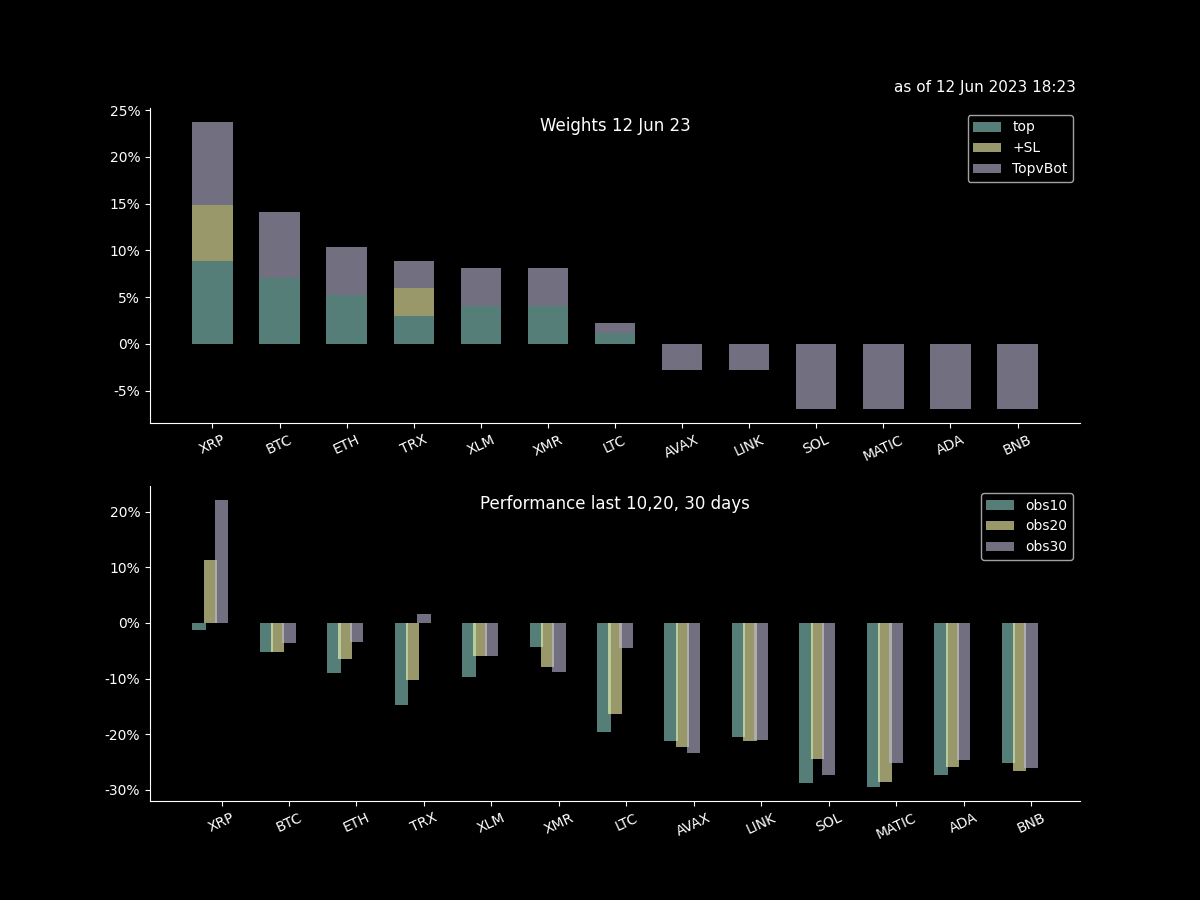 as of 12 Jun 2023 18:23
Weights 12 Jun 23
top
+SL
TopvBot
25%
20%
15%
10%
5%
0%
-5%
XRP BTC ETH TRX XLM XMR LTC AVAX LINK SOL MATIC ADA BNB
Performance last 10,20, 30 days
obs10
obs20
obs30
20%
10%
0%
-10%
-20%
-30%
XRP BTC ETH TRX XLM XMR LTC AVAX LINK SOL MATIC ADA BNB